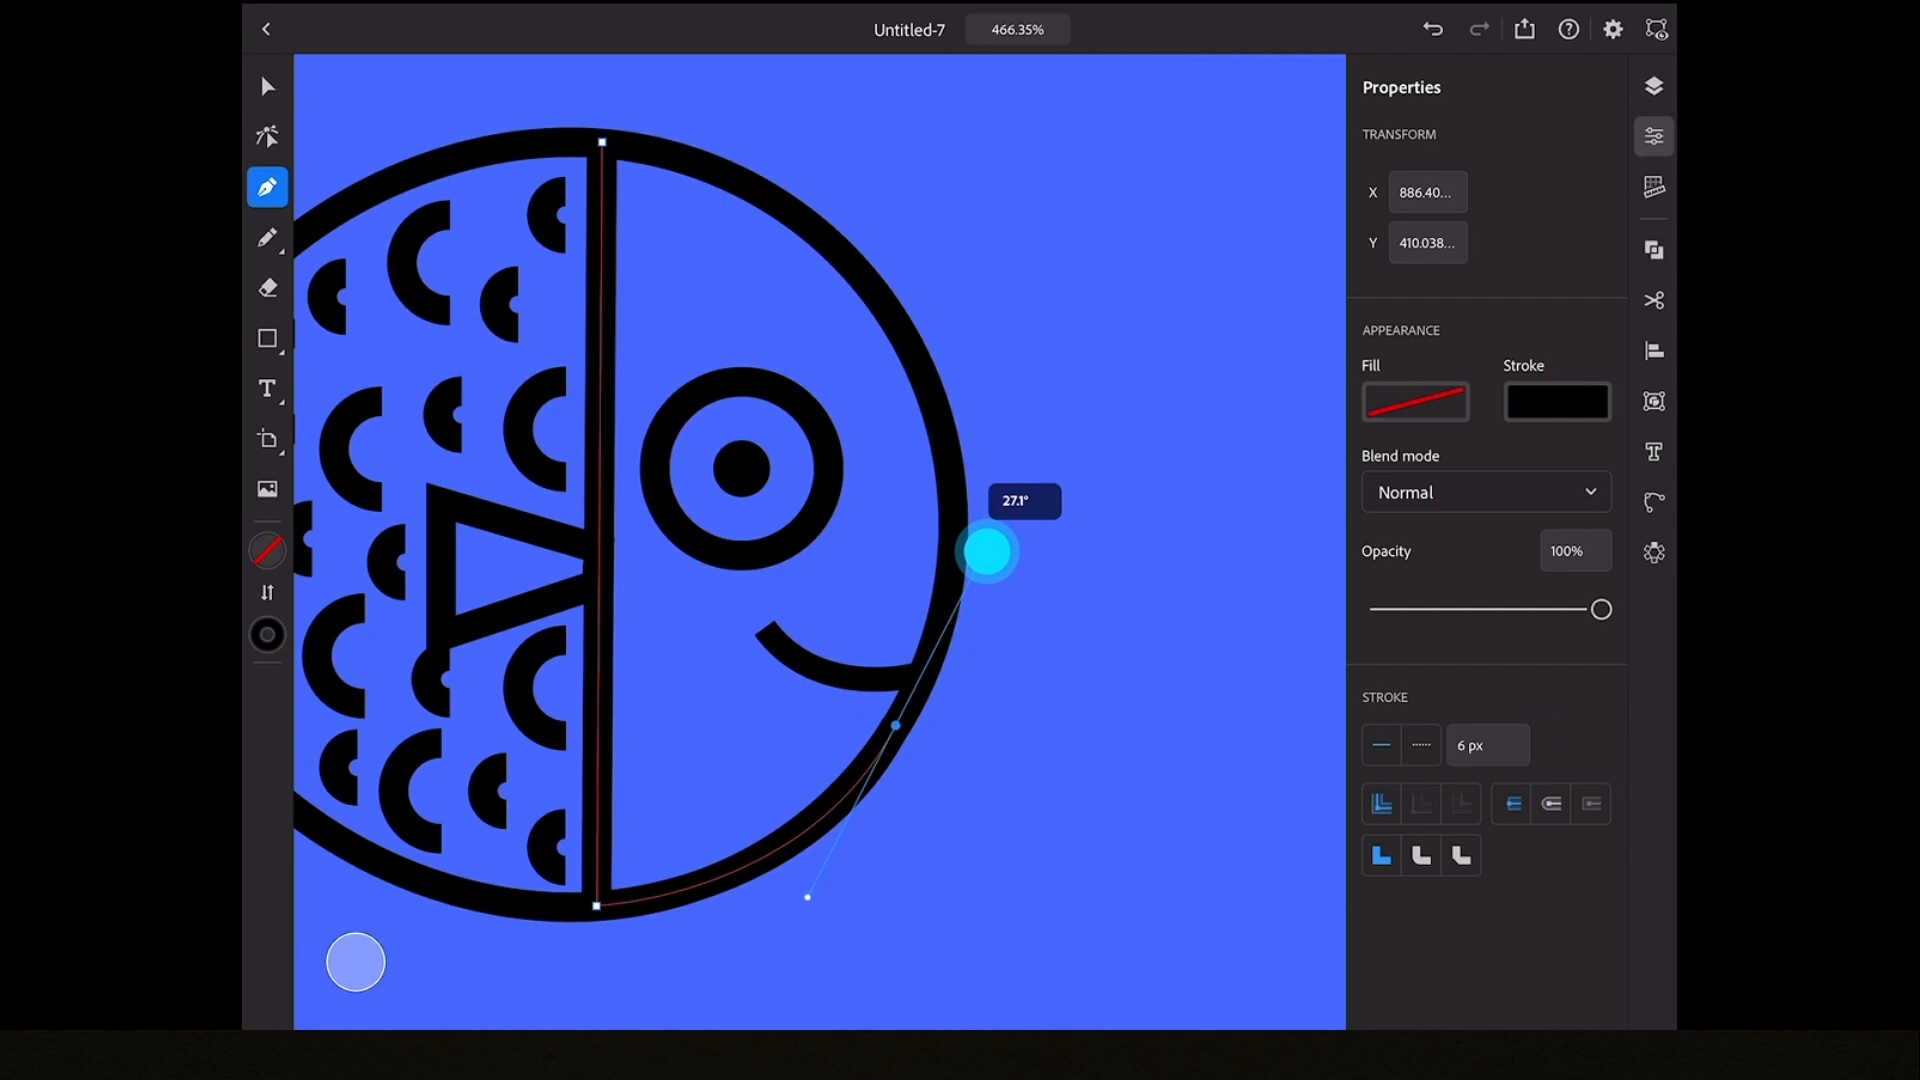 Untitled-7
466.35%
Properties
TRANSFORM
X
886.40...
Y
410.038...
APPEARANCE
Fill
Stroke
Blend mode
Normal
Opacity
100%
STROKE
6 px
27.1°